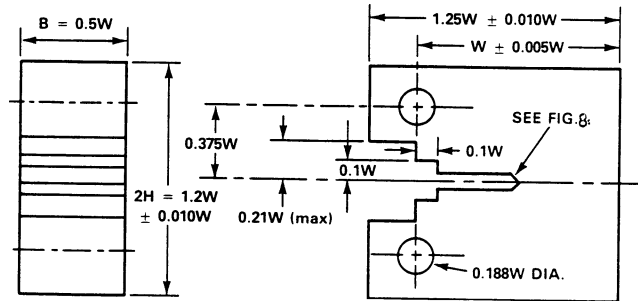 B = 0.5W
1.25W ± 0.010W
W ± 0.005W
SEE FIG.8
0.375W
0.1W
0.1W
2H = 1.2W
± 0.010W
0.21W (max)
0.188W DIA.